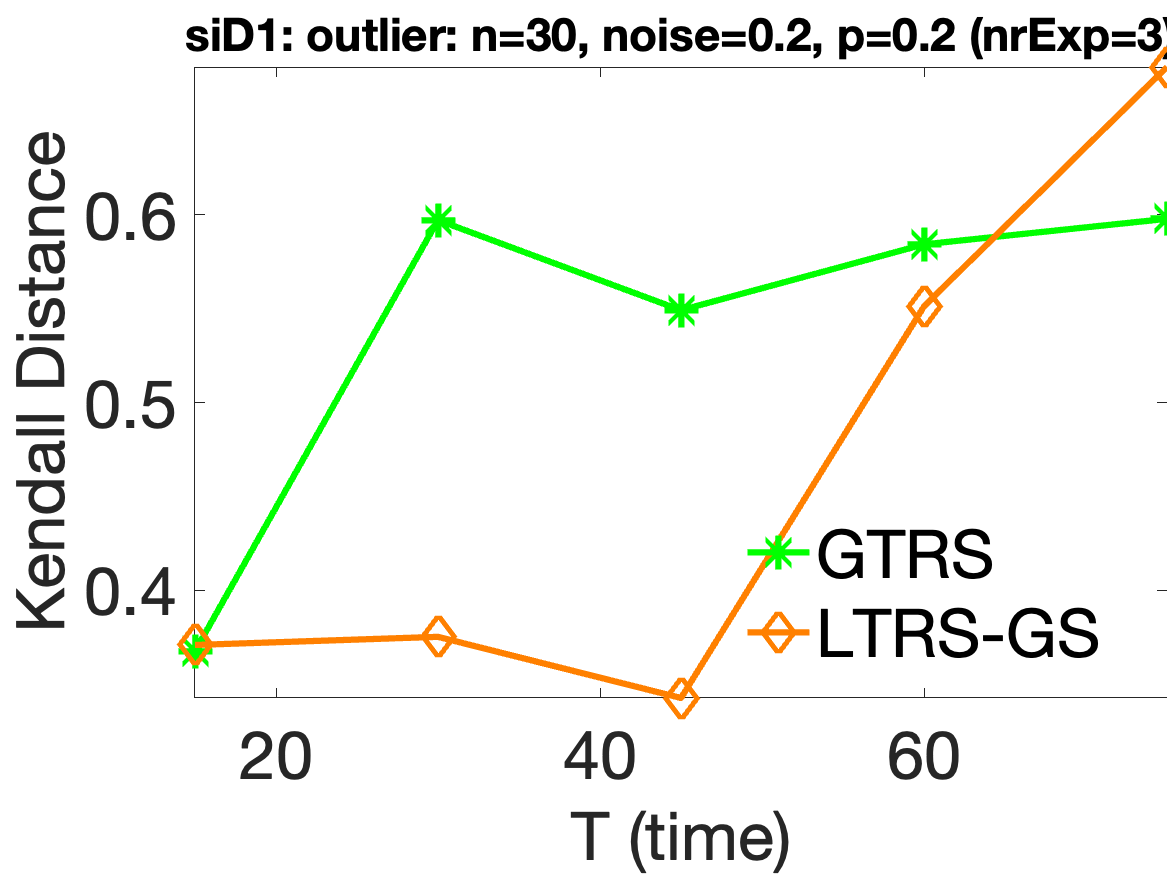 siD1: outlier: n=30, noise=0.2, p=0.2 (nrExp=3)
Kendall Distance
0.6
0.5
0.4
GTRS
LTRS-GS
20 40 60
T (time)